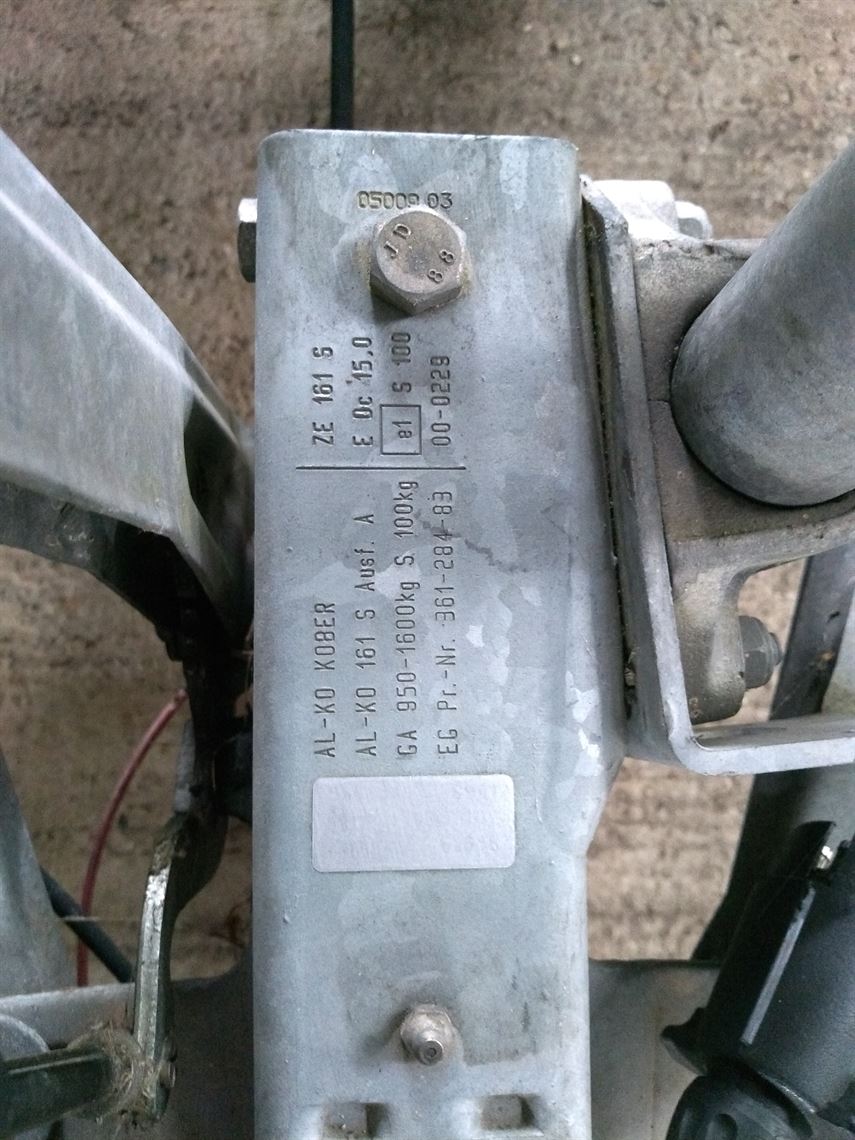 05009 03
JD
88
AL-KO KOBER
AL-KO 161 S Ausf. A
GA 950-1600kg S 100kg
EG Pr.-Nr. 361-284-83
ZE 161 S
E Dc 15.0
e1 S 100
00-0229